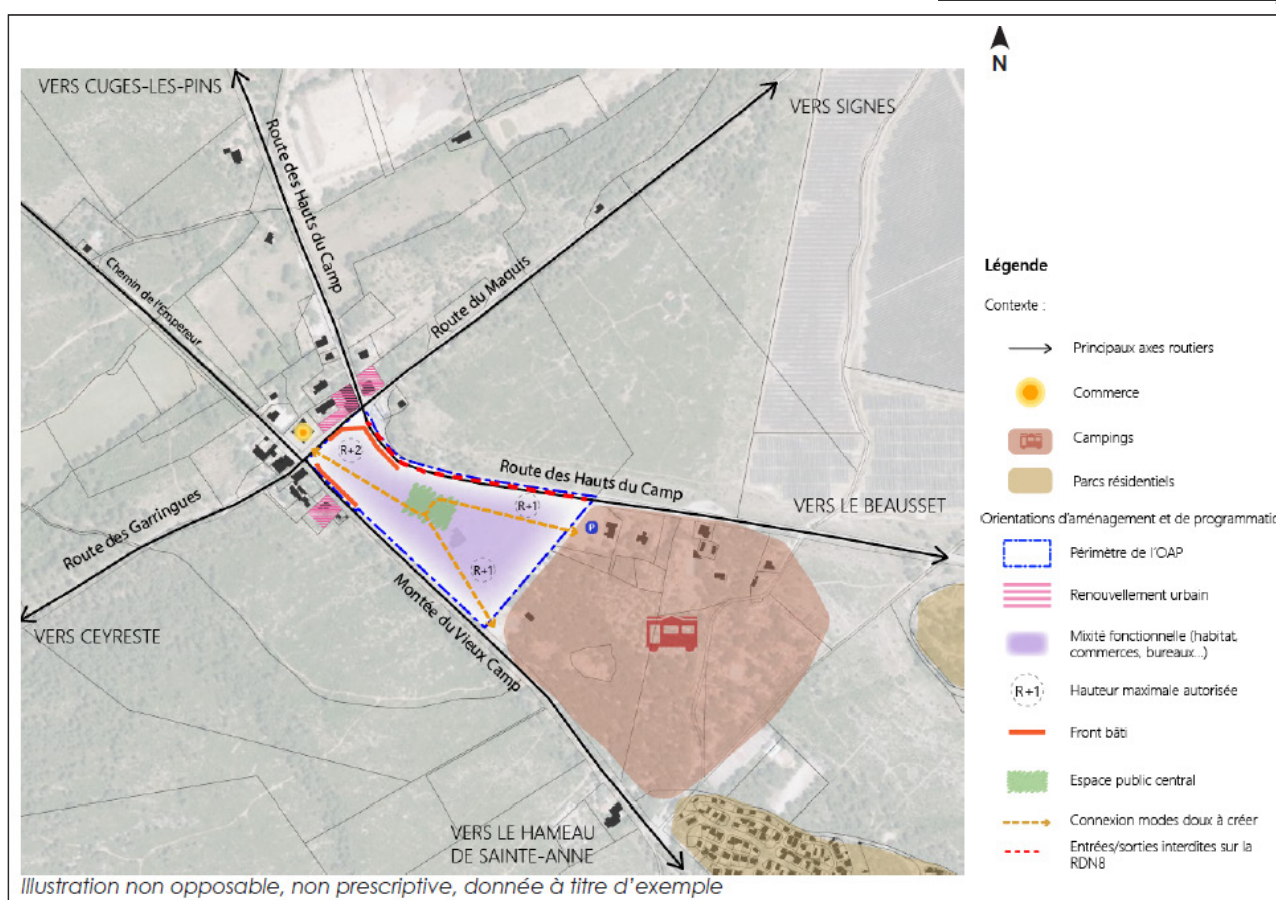 N
VERS CUGES-LES-PINS
VERS SIGNES
Route des Hauts du Camp
Chemin de l'Empereur
Route du Maquis
R+2
Route des Hauts du Camp
R+1
VERS LE BEAUSSET
P
Route des Garringues
R+1
VERS CEYRESTE
Montée du Vieux Camp
VERS LE HAMEAU
DE SAINTE-ANNE
Illustration non opposable, non prescriptive, donnée à titre d'exemple
Légende
Contexte :
Principaux axes routiers
Commerce
Campings
Parcs résidentiels
Orientations d'aménagement et de programmatio
Périmètre de l'OAP
Renouvellement urbain
Mixité fonctionnelle (habitat,
commerces, bureaux...)
R+1
Hauteur maximale autorisée
Front bâti
Espace public central
Connexion modes doux à créer
Entrées/sorties interdites sur la
RDN8